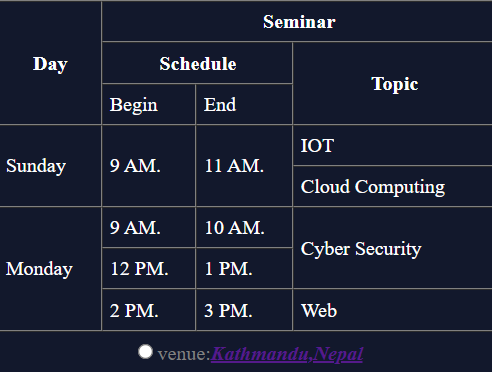 Seminar
Day Schedule Topic
Begin End
Sunday 9 AM. 11 AM. IOT
Cloud Computing
Monday 9 AM. 10 AM. Cyber Security
12 PM. 1 PM.
2 PM. 3 PM. Web
venue:Kathmandu,Nepal